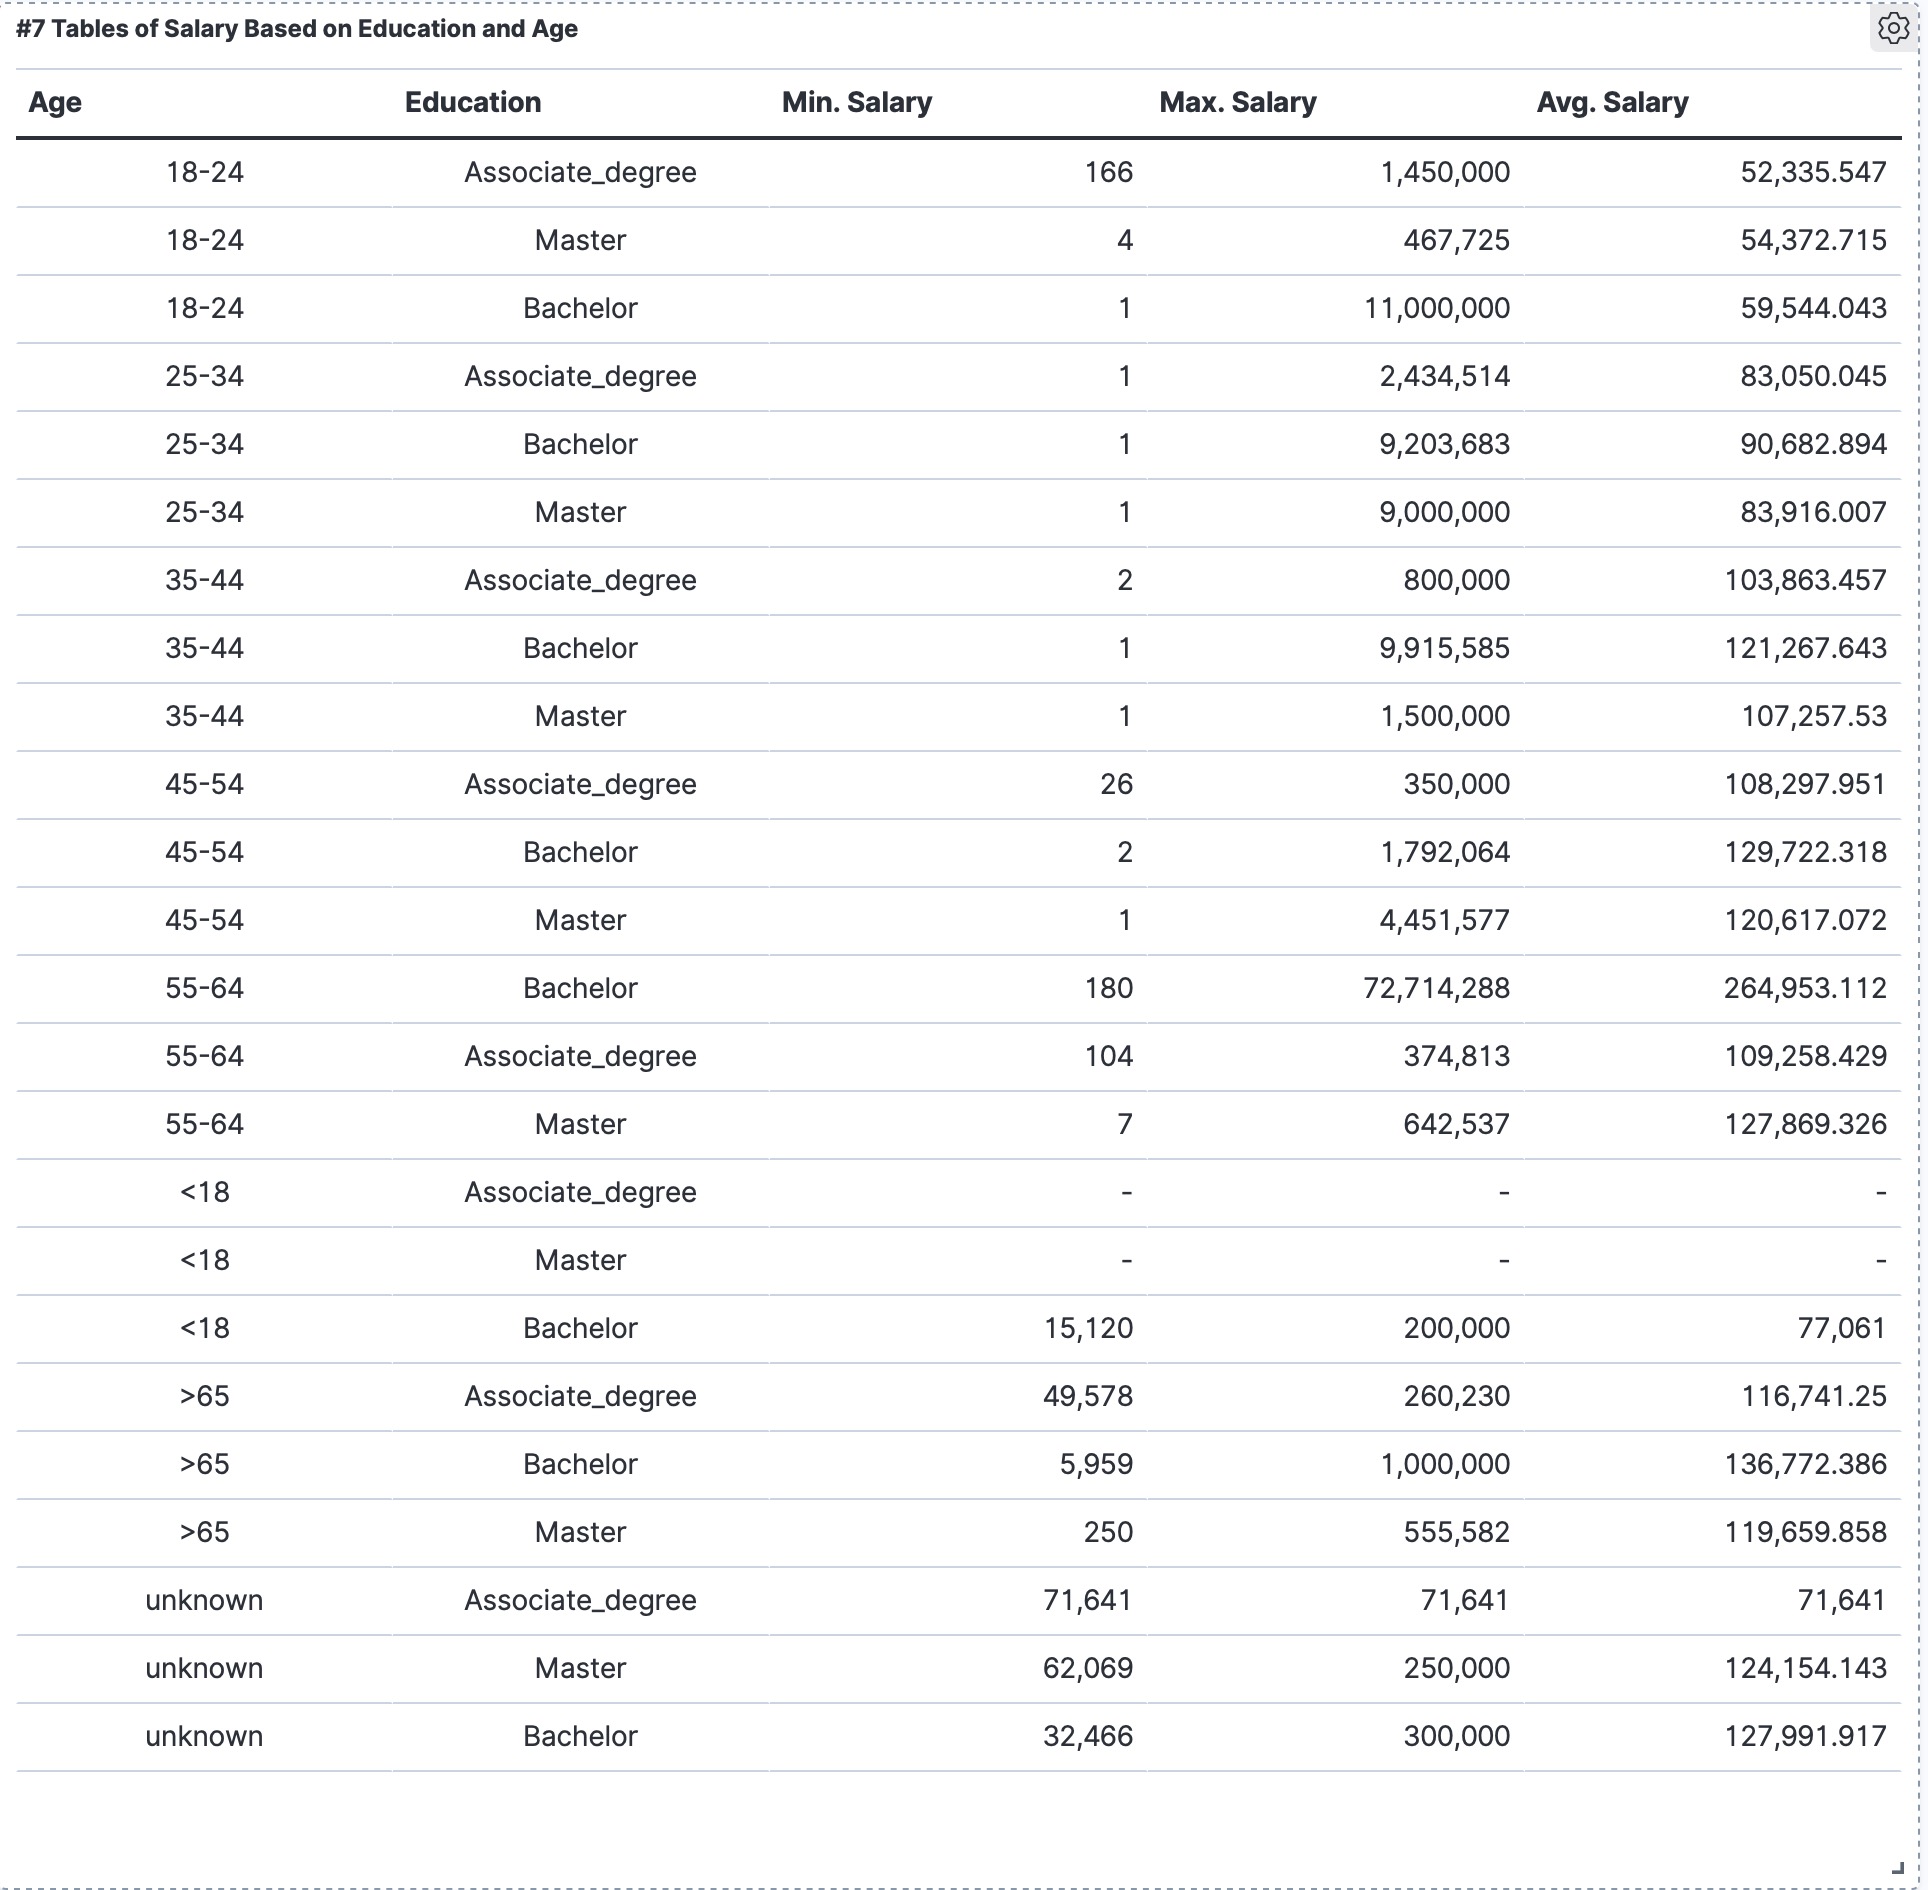 #7 Tables of Salary Based on Education and Age
Age Education Min. Salary Max. Salary Avg. Salary
18-24 Associate_degree 166 1,450,000 52,335.547
18-24 Master 4 467,725 54,372.715
18-24 Bachelor 1 11,000,000 59,544.043
25-34 Associate_degree 1 2,434,514 83,050.045
25-34 Bachelor 1 9,203,683 90,682.894
25-34 Master 1 9,000,000 83,916.007
35-44 Associate_degree 2 800,000 103,863.457
35-44 Bachelor 1 9,915,585 121,267.643
35-44 Master 1 1,500,000 107,257.53
45-54 Associate_degree 26 350,000 108,297.951
45-54 Bachelor 2 1,792,064 129,722.318
45-54 Master 1 4,451,577 120,617.072
55-64 Bachelor 180 72,714,288 264,953.112
55-64 Associate_degree 104 374,813 109,258.429
55-64 Master 7 642,537 127,869.326
<18 Associate_degree - - -
<18 Master - - -
<18 Bachelor 15,120 200,000 77,061
>65 Associate_degree 49,578 260,230 116,741.25
>65 Bachelor 5,959 1,000,000 136,772.386
>65 Master 250 555,582 119,659.858
unknown Associate_degree 71,641 71,641 71,641
unknown Master 62,069 250,000 124,154.143
unknown Bachelor 32,466 300,000 127,991.917